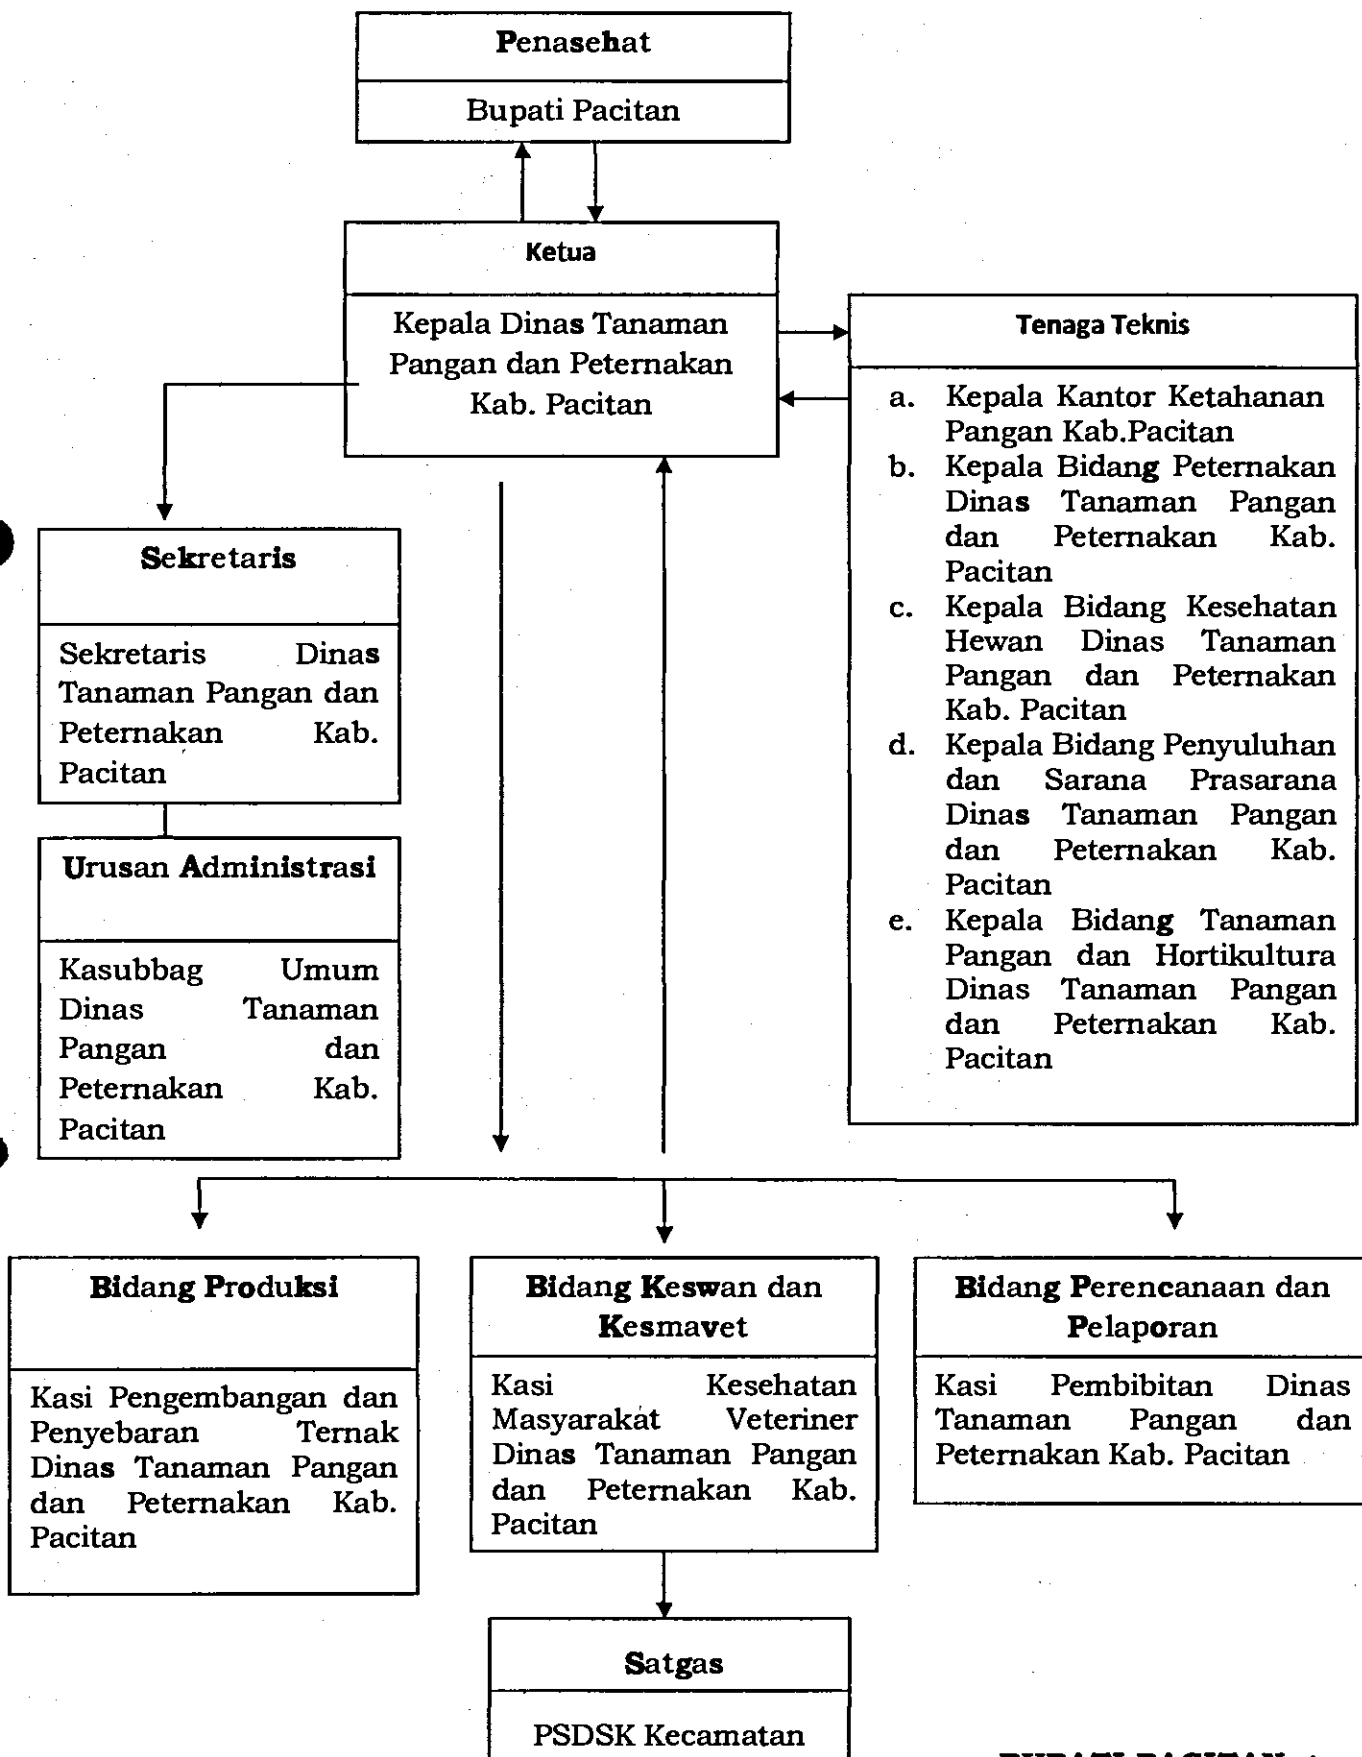 Penasehat
Bupati Pacitan
Ketua
Kepala Dinas Tanaman
Pangan dan Peternakan
Kab. Pacitan
Tenaga Teknis
a. Kepala Kantor Ketahanan
Pangan Kab.Pacitan
b. Kepala Bidang Peternakan
Dinas Tanaman Pangan
dan Peternakan Kab.
Pacitan
c. Kepala Bidang Kesehatan
Hewan Dinas Tanaman
Pangan dan Peternakan
Kab. Pacitan
d. Kepala Bidang Penyuluhan
dan Sarana Prasarana
Dinas Tanaman Pangan
dan Peternakan Kab.
Pacitan
e. Kepala Bidang Tanaman
Pangan dan Hortikultura
Dinas Tanaman Pangan
dan Peternakan Kab.
Pacitan
Sekretaris
Sekretaris Dinas
Tanaman Pangan dan
Peternakan Kab.
Pacitan
Urusan Administrasi
Kasubbag Umum
Dinas Tanaman
Pangan dan
Peternakan Kab.
Pacitan
Bidang Produksi
Kasi Pengembangan dan
Penyebaran Ternak
Dinas Tanaman Pangan
dan Peternakan Kab.
Pacitan
Bidang Keswan dan
Kesmavet
Kasi Kesehatan
Masyarakat Veteriner
Dinas Tanaman Pangan
dan Peternakan Kab.
Pacitan
Bidang Perencanaan dan
Pelaporan
Kasi Pembibitan Dinas
Tanaman Pangan dan
Peternakan Kab. Pacitan
Satgas
PSDSK Kecamatan
BUPATI PACITAN